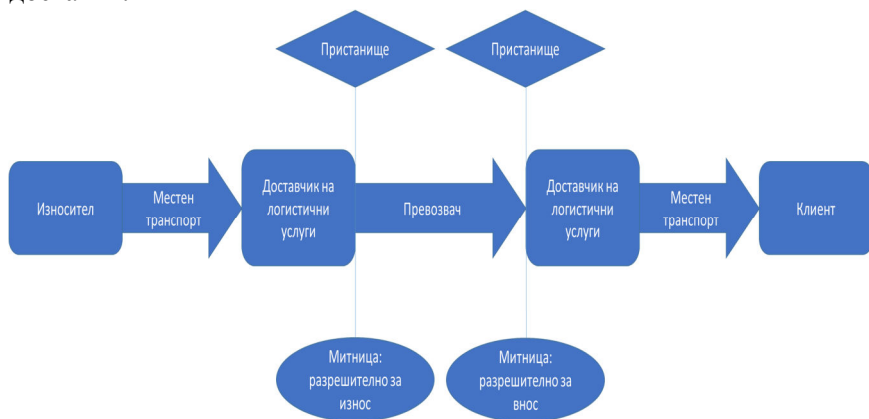 Пристанище
Пристанище
Износител
Местен
транспорт
Доставчик на
логистични
услуги
Превозвач
Доставчик на
логистични
услуги
Местен
транспорт
Клиент
Митница:
разрешително за
износ
Митница:
разрешително за
внос